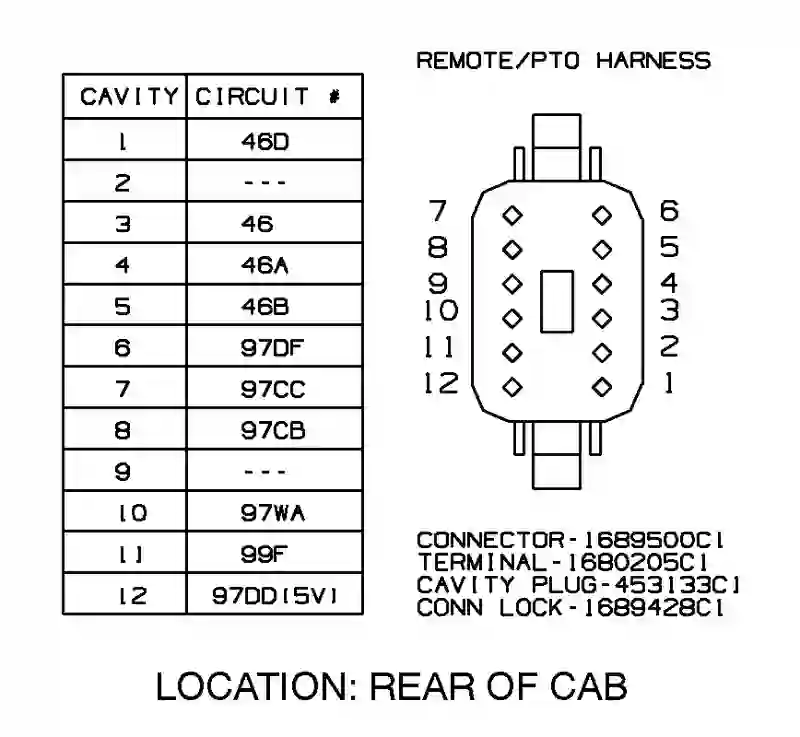 REMOTE/PTO HARNESS
CAVITY CIRCUIT #
1 46D
2 ---
3 46
4 46A
5 46B
6 97DF
7 97CC
8 97CB
9 ---
10 97WA
11 99F
12 97DD(5V)
7 6
8 5
9 4
10 3
11 2
12 1
CONNECTOR-1689500C1
TERMINAL-1680205C1
CAVITY PLUG-453133C1
CONN LOCK-1689428C1
LOCATION: REAR OF CAB